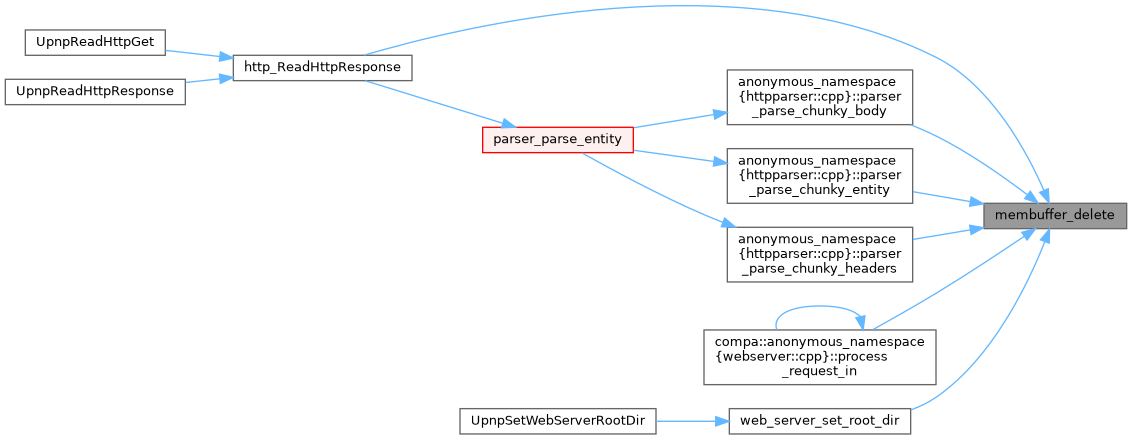 UpnpReadHttpGet
UpnpReadHttpResponse
http_ReadHttpResponse
parser_parse_entity
anonymous_namespace
{httpparser::cpp}::parser
_parse_chunky_body
anonymous_namespace
{httpparser::cpp}::parser
_parse_chunky_entity
anonymous_namespace
{httpparser::cpp}::parser
_parse_chunky_headers
membuffer_delete
compa::anonymous_namespace
{webserver::cpp}::process
_request_in
UpnpSetWebServerRootDir
web_server_set_root_dir